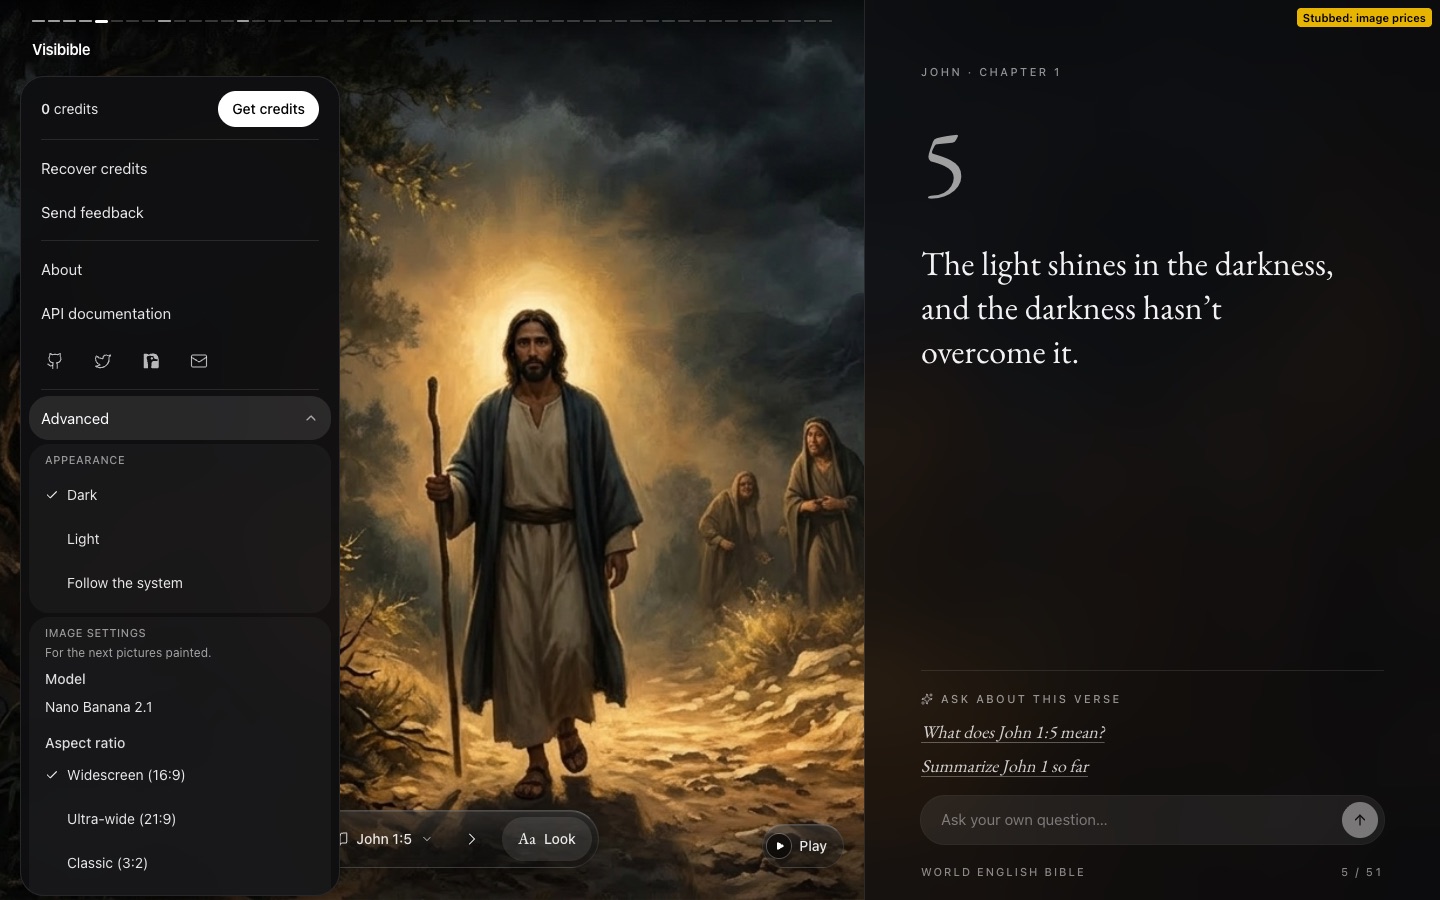 Stubbed: image prices
Visibible
0 credits
Get credits
Recover credits
Send feedback
About
API documentation
Advanced
APPEARANCE
Dark
Light
Follow the system
IMAGE SETTINGS
For the next pictures painted.
Model
Nano Banana 2.1
Aspect ratio
Widescreen (16:9)
Ultra-wide (21:9)
Classic (3:2)
John 1:5
Aa Look
Play
JOHN · CHAPTER 1
5
The light shines in the darkness,
and the darkness hasn’t
overcome it.
ASK ABOUT THIS VERSE
What does John 1:5 mean?
Summarize John 1 so far
Ask your own question...
WORLD ENGLISH BIBLE
5 / 51